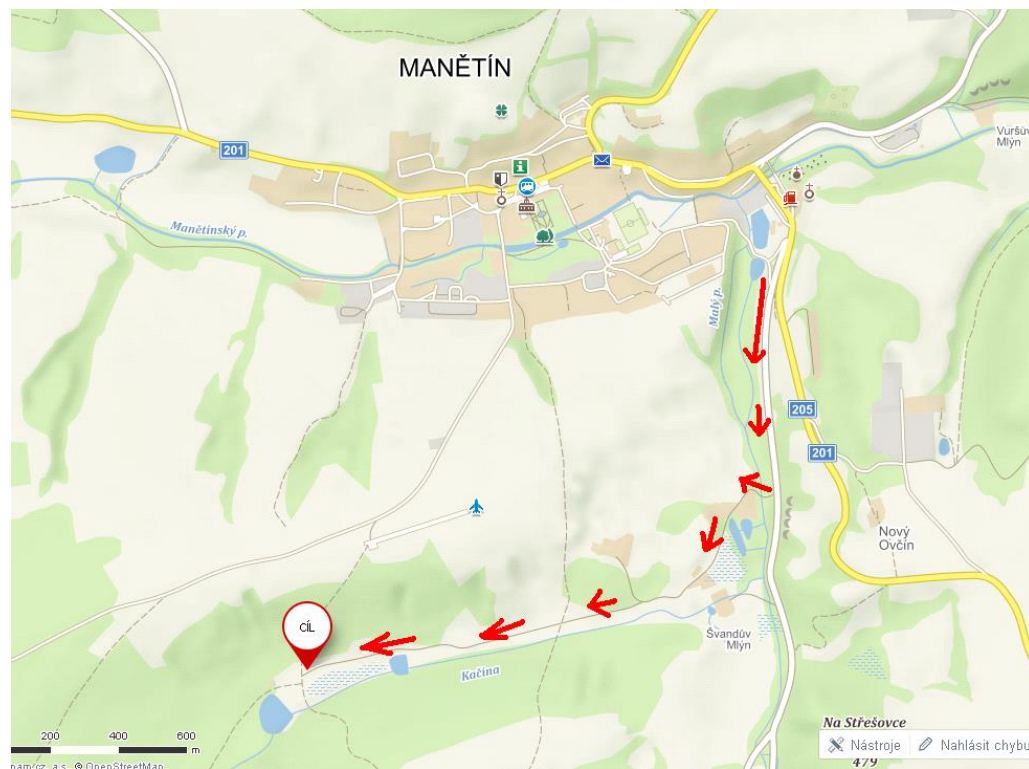 MANĚTÍN
201
Vuršův
Mlýn
Manětínský p.
Malý p.
205
201
Nový
Ovčín
CÍL
Švandův
Mlýn
Kačina
Na Střešovce
479
200 400 600
m
Nástroje
Nahlásit chybu
© OpenStreetMap